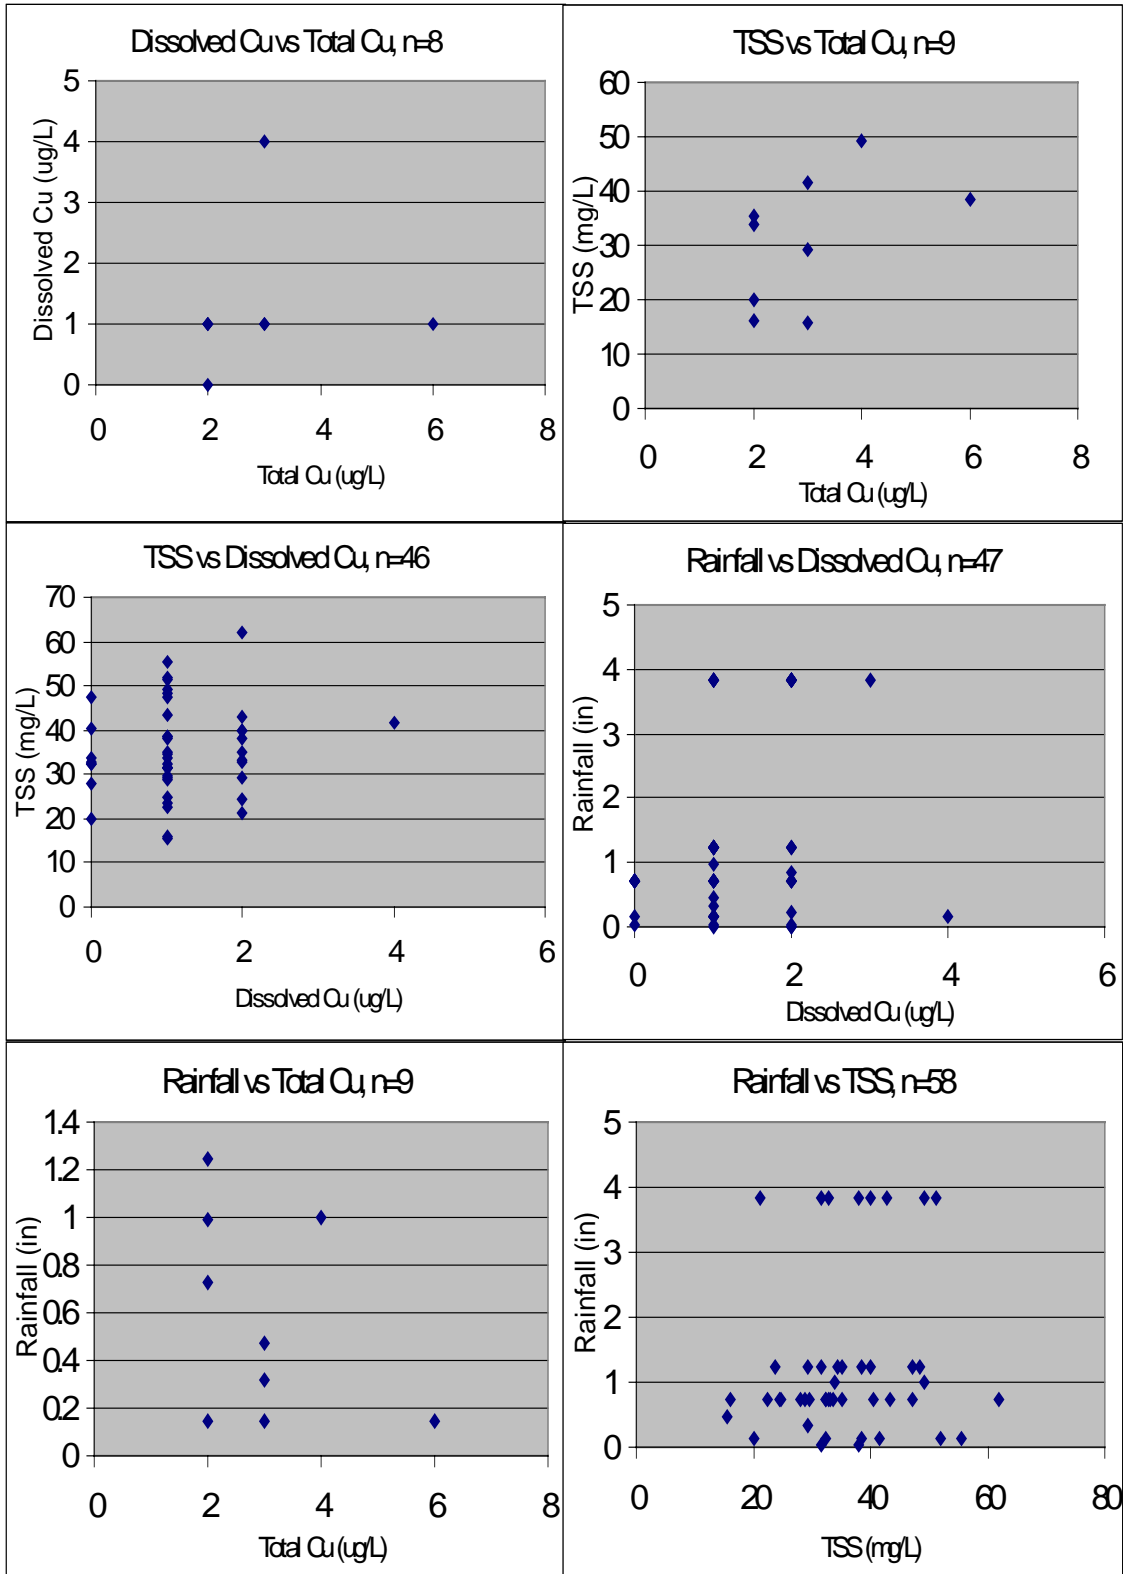 Dissolved Cu vs Total Cu, n=8
5
4
3
2
1
0
Dissolved Cu (ug/L)
0 2 4 6 8
Total Cu (ug/L)
TSS vs Total Cu, n=9
60
50
40
30
20
10
0
TSS (mg/L)
0 2 4 6 8
Total Cu (ug/L)
TSS vs Dissolved Cu, n=46
70
60
50
40
30
20
10
0
TSS (mg/L)
0 2 4 6
Dissolved Cu (ug/L)
Rainfall vs Dissolved Cu, n=47
5
4
3
2
1
0
Rainfall (in)
0 2 4 6
Dissolved Cu (ug/L)
Rainfall vs Total Cu, n=9
1.4
1.2
1
0.8
0.6
0.4
0.2
0
Rainfall (in)
0 2 4 6 8
Total Cu (ug/L)
Rainfall vs TSS, n=58
5
4
3
2
1
0
Rainfall (in)
0 20 40 60 80
TSS (mg/L)